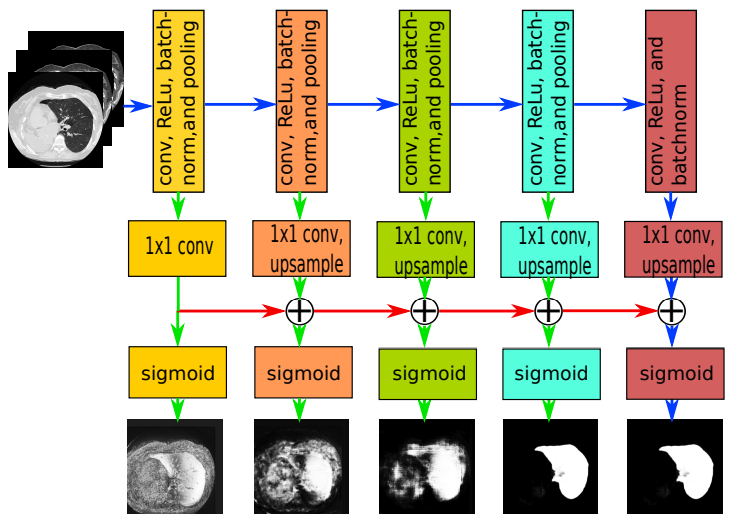 conv, ReLu, batch-
norm,and pooling
conv, ReLu, batch-
norm,and pooling
conv, ReLu, batch-
norm,and pooling
conv, ReLu, batch-
norm,and pooling
conv, ReLu, and
batchnorm
1x1 conv
1x1 conv,
upsample
1x1 conv,
upsample
1x1 conv,
upsample
1x1 conv,
upsample
sigmoid
sigmoid
sigmoid
sigmoid
sigmoid